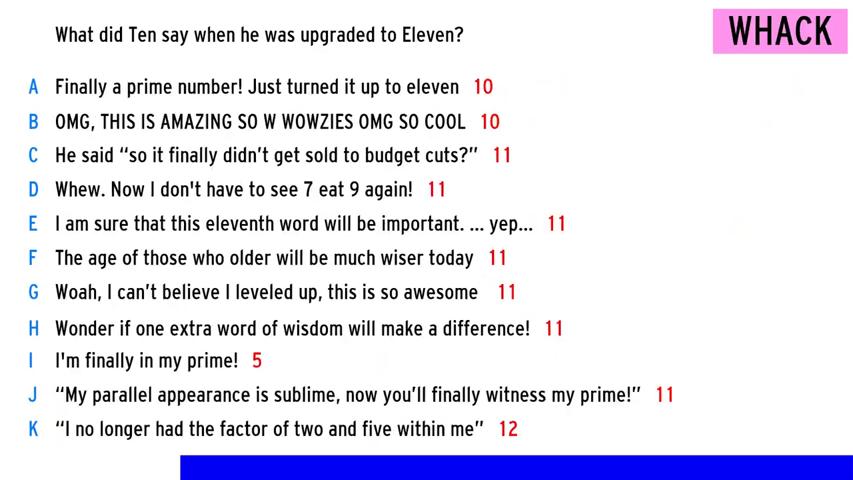 What did Ten say when he was upgraded to Eleven?
WHACK
A Finally a prime number! Just turned it up to eleven 10
B OMG, THIS IS AMAZING SO W WOWZIES OMG SO COOL 10
C He said “so it finally didn’t get sold to budget cuts?” 11
D Whew. Now I don't have to see 7 eat 9 again! 11
E I am sure that this eleventh word will be important. ... yep... 11
F The age of those who older will be much wiser today 11
G Woah, I can’t believe I leveled up, this is so awesome 11
H Wonder if one extra word of wisdom will make a difference! 11
I I'm finally in my prime! 5
J “My parallel appearance is sublime, now you’ll finally witness my prime!” 11
K “I no longer had the factor of two and five within me” 12